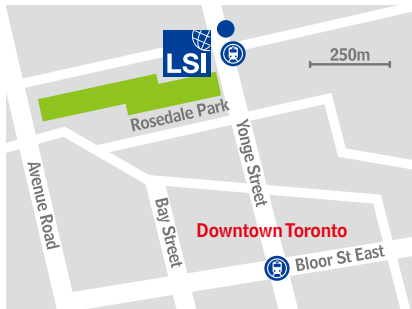 LSI
250m
Rosedale Park
Yonge Street
Avenue Road
Bay Street
Downtown Toronto
Bloor St East